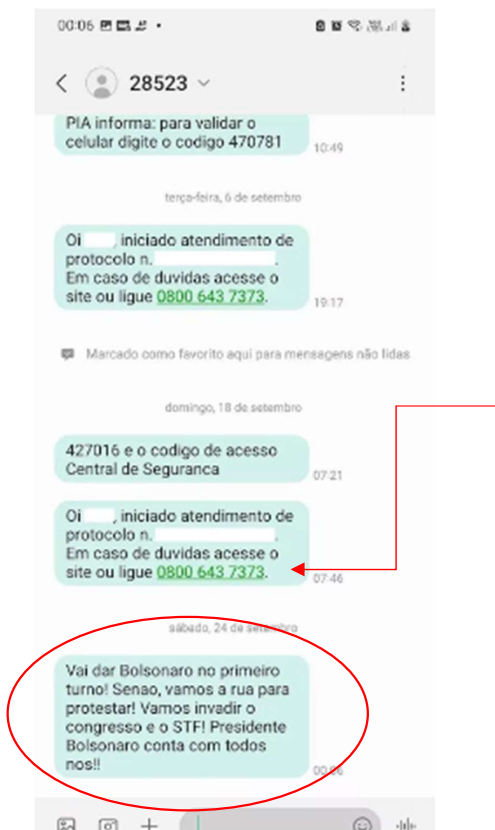 00:06
28523
PIA informa: para validar o
celular digite o codigo 470781
10:49
terça-feira, 6 de setembro
Oi , iniciado atendimento de
protocolo n. .
Em caso de duvidas acesse o
site ou ligue 0800 643 7373.
19:17
Marcado como favorito aqui para mensagens não lidas
domingo, 18 de setembro
427016 e o codigo de acesso
Central de Seguranca
07:21
Oi , iniciado atendimento de
protocolo n. .
Em caso de duvidas acesse o
site ou ligue 0800 643 7373.
07:46
sábado, 24 de setembro
Vai dar Bolsonaro no primeiro
turno! Senao, vamos a rua para
protestar! Vamos invadir o
congresso e o STF! Presidente
Bolsonaro conta com todos
nos!!
00:06